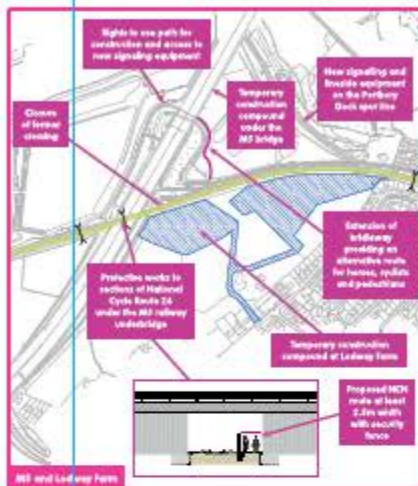 Rights to use path for
construction and access to
new signaling equipment
Temporary
construction
compound
under the
M5 bridge
New signalling and
lineside equipment
on the Portbury
Dock spur line
Closure
of former
crossing
Extension of
bridleway
providing an
alternative route
for horses, cyclists
and pedestrians
Protective works to
sections of National
Cycle Route 26
under the M5 railway
underbridge
Temporary construction
compound at Lodway Farm
Proposed NCN
route at least
2.5m width
with security
fence
M5 and Lodway Farm